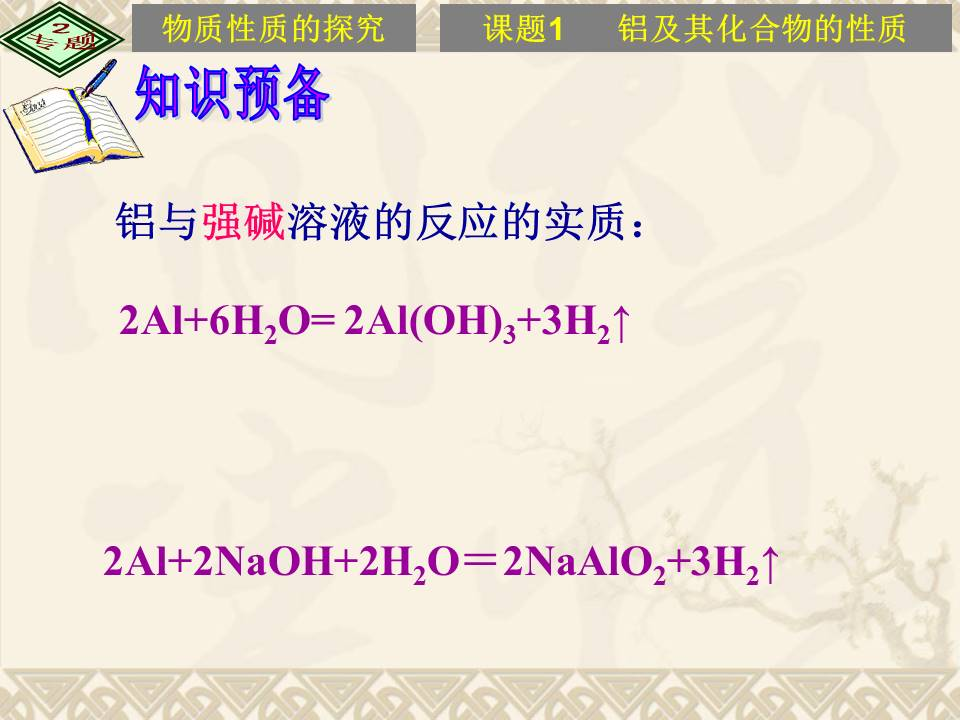 2
专题
物质性质的探究
课题1 铝及其化合物的性质
知识预备
铝与强碱溶液的反应的实质：
2Al+6H₂O= 2Al(OH)₃+3H₂↑
2Al+2NaOH+2H₂O＝2NaAlO₂+3H₂↑